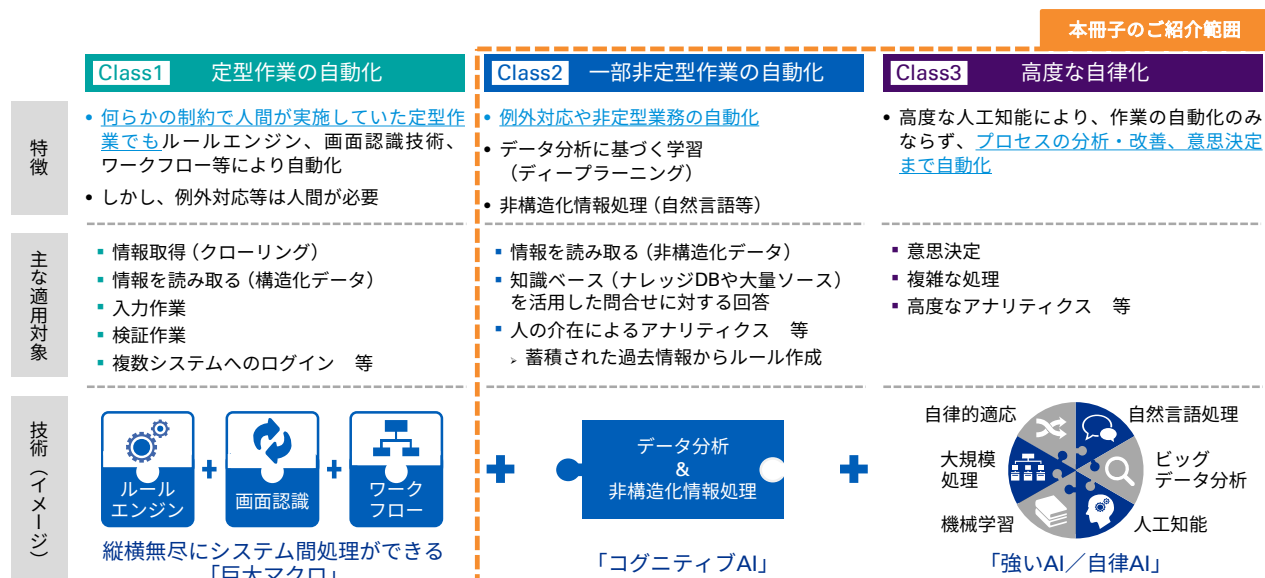 本冊子のご紹介範囲
Class1 定型作業の自動化
Class2 一部非定型作業の自動化
Class3 高度な自律化
特徴
• 何らかの制約で人間が実施していた定型作
業でもルールエンジン、画面認識技術、
ワークフロー等により自動化
• しかし、例外対応等は人間が必要
• 例外対応や非定型業務の自動化
• データ分析に基づく学習
（ディープラーニング）
• 非構造化情報処理（自然言語等）
• 高度な人工知能により、作業の自動化のみ
ならず、プロセスの分析・改善、意思決定
まで自動化
主な適用対象
▪ 情報取得（クローリング）
▪ 情報を読み取る（構造化データ）
▪ 入力作業
▪ 検証作業
▪ 複数システムへのログイン　等
▪ 情報を読み取る（非構造化データ）
▪ 知識ベース（ナレッジDBや大量ソース）
を活用した問合せに対する回答
▪ 人の介在によるアナリティクス　等
➢ 蓄積された過去情報からルール作成
▪ 意思決定
▪ 複雑な処理
▪ 高度なアナリティクス　等
技術（イメージ）
ルール
エンジン
+
画面認識
+
ワーク
フロー
縦横無尽にシステム間処理ができる
「巨大マクロ」
+
データ分析
&
非構造化情報処理
「コグニティブAI」
+
自律的適応
自然言語処理
大規模
処理
ビッグ
データ分析
機械学習
人工知能
「強いAI／自律AI」